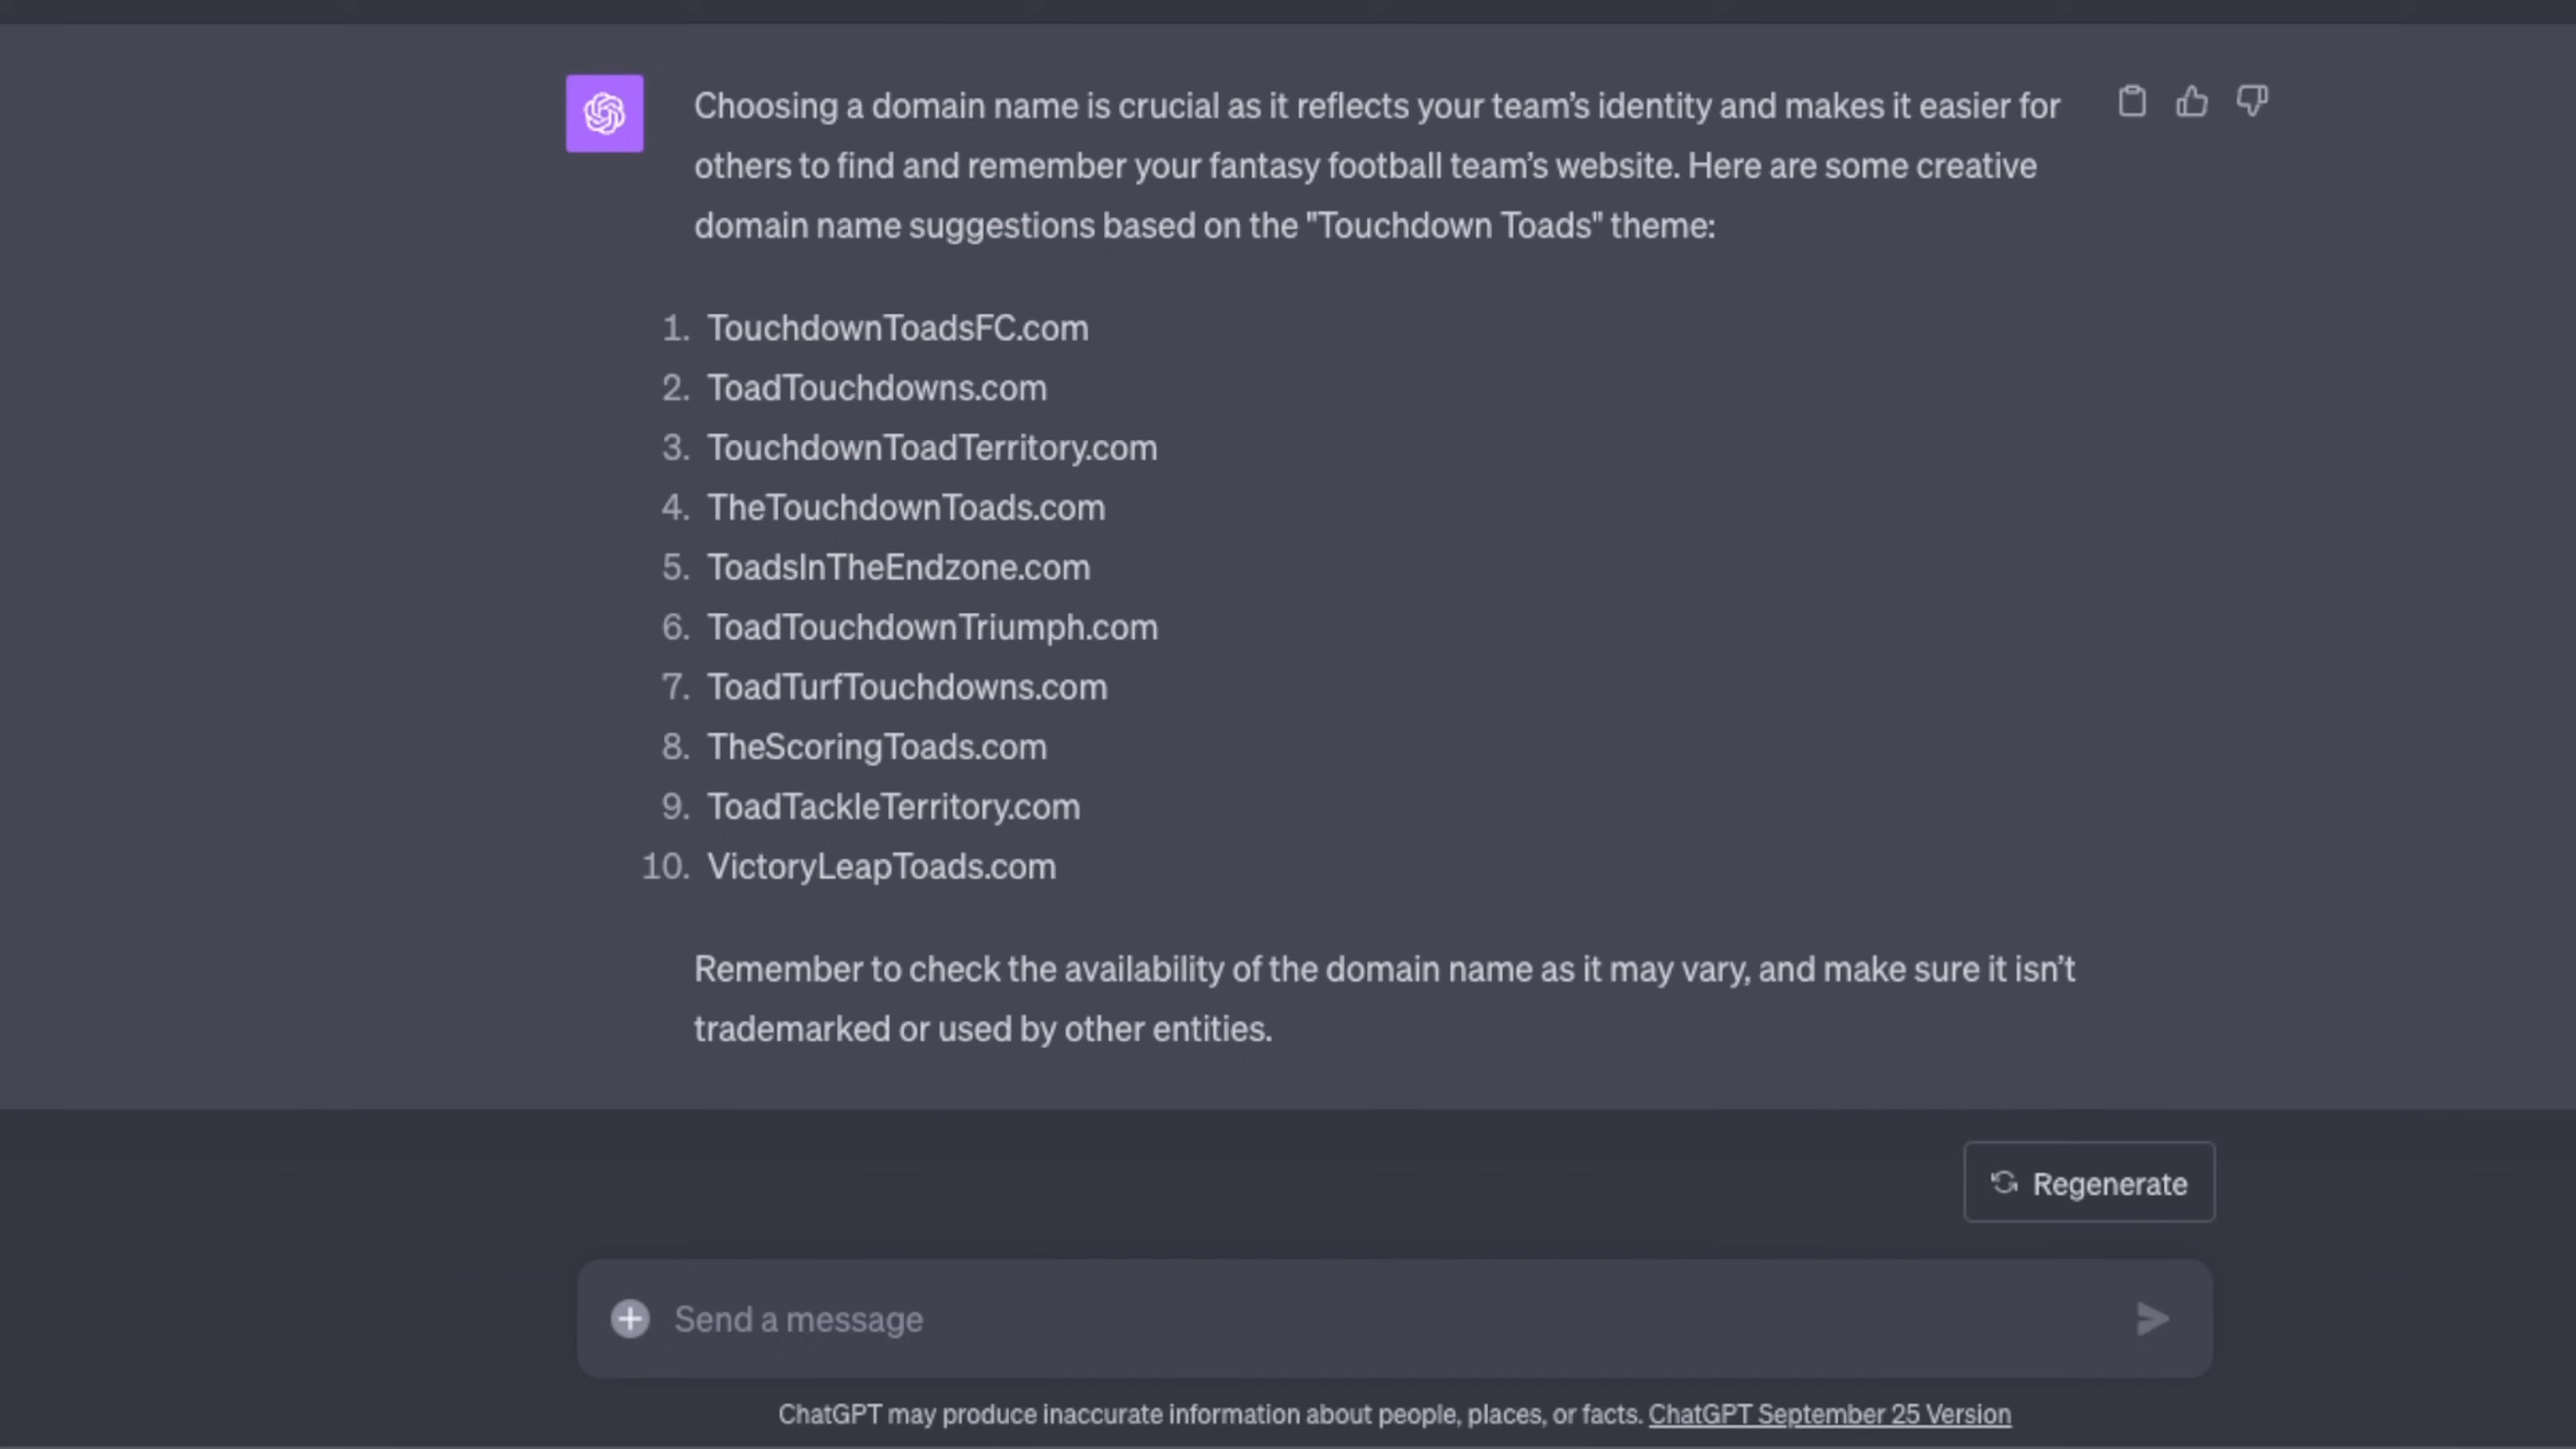 Choosing a domain name is crucial as it reflects your team’s identity and makes it easier for
others to find and remember your fantasy football team’s website. Here are some creative
domain name suggestions based on the "Touchdown Toads" theme:
1. TouchdownToadsFC.com
2. ToadTouchdowns.com
3. TouchdownToadTerritory.com
4. TheTouchdownToads.com
5. ToadsInTheEndzone.com
6. ToadTouchdownTriumph.com
7. ToadTurfTouchdowns.com
8. TheScoringToads.com
9. ToadTackleTerritory.com
10. VictoryLeapToads.com
Remember to check the availability of the domain name as it may vary, and make sure it isn’t
trademarked or used by other entities.
Regenerate
Send a message
ChatGPT may produce inaccurate information about people, places, or facts. ChatGPT September 25 Version